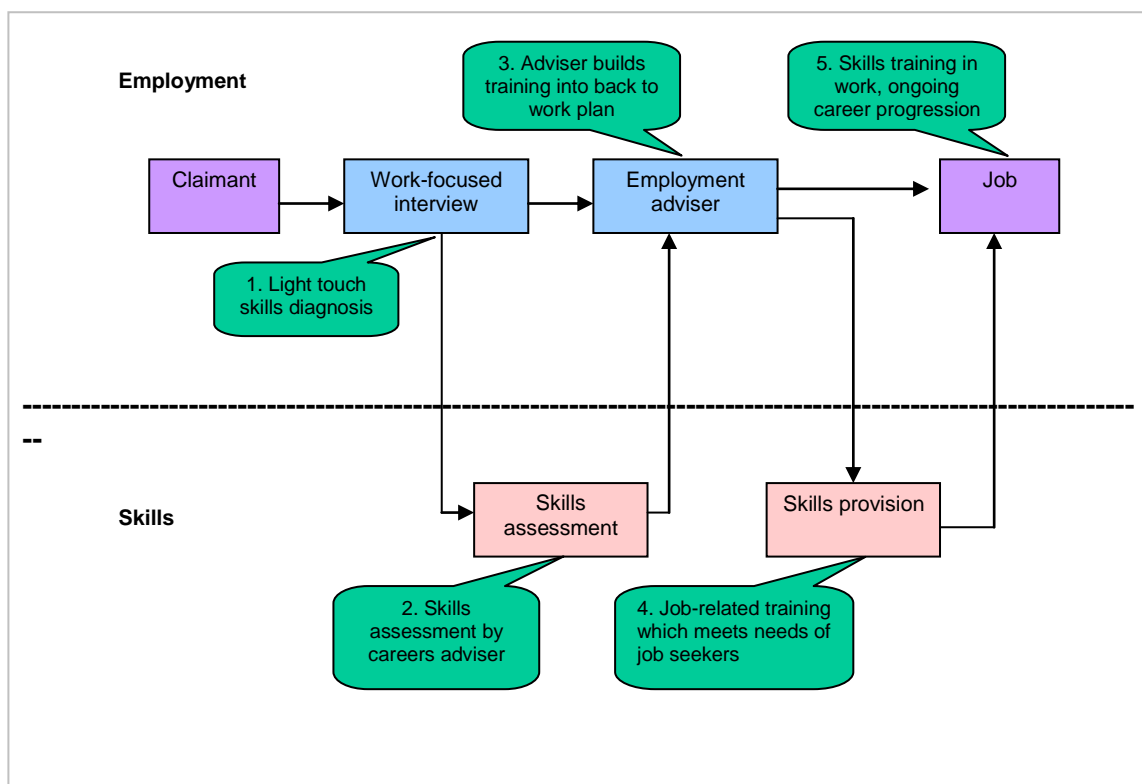 Employment
3. Adviser builds
training into back to
work plan
5. Skills training in
work, ongoing
career progression
Claimant
Work-focused
interview
Employment
adviser
Job
1. Light touch
skills diagnosis
--
Skills
Skills
assessment
Skills provision
2. Skills
assessment by
careers adviser
4. Job-related training
which meets needs of
job seekers